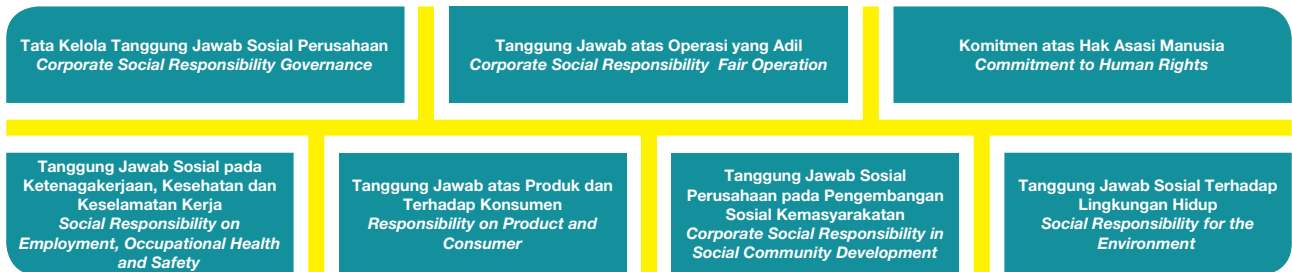 Tata Kelola Tanggung Jawab Sosial Perusahaan
Corporate Social Responsibility Governance
Tanggung Jawab atas Operasi yang Adil
Corporate Social Responsibility Fair Operation
Komitmen atas Hak Asasi Manusia
Commitment to Human Rights
Tanggung Jawab Sosial pada
Ketenagakerjaan, Kesehatan dan
Keselamatan Kerja
Social Responsibility on
Employment, Occupational Health
and Safety
Tanggung Jawab atas Produk dan
Terhadap Konsumen
Responsibility on Product and
Consumer
Tanggung Jawab Sosial
Perusahaan pada Pengembangan
Sosial Kemasyarakatan
Corporate Social Responsibility in
Social Community Development
Tanggung Jawab Sosial Terhadap
Lingkungan Hidup
Social Responsibility for the
Environment